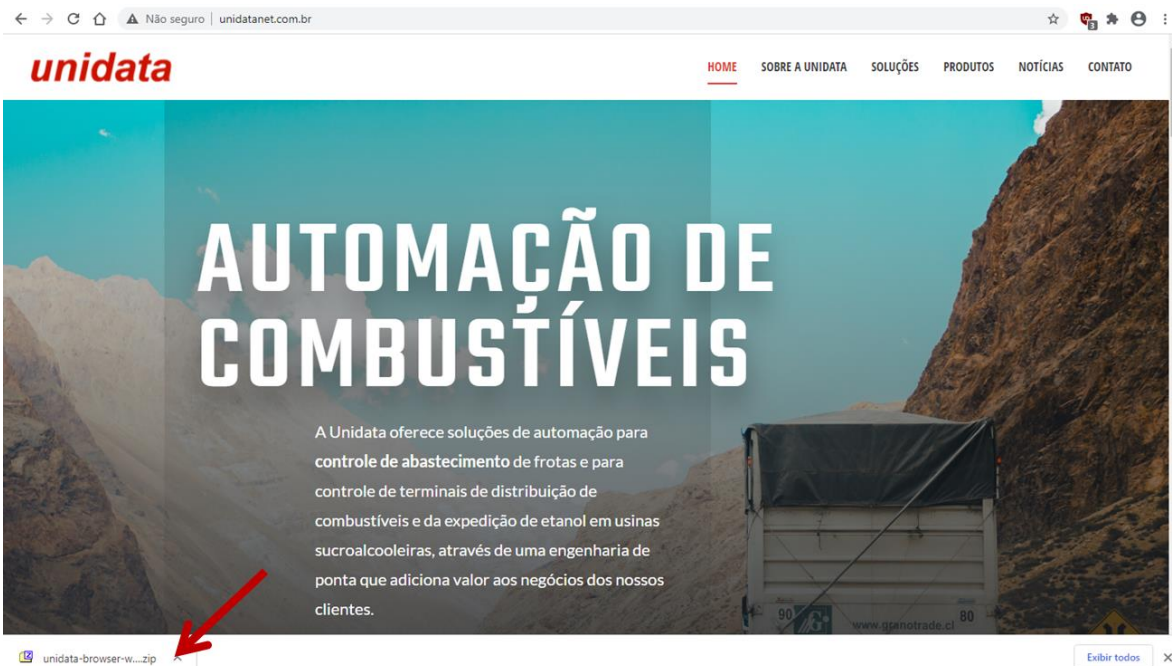 Não seguro | unidatanet.com.br
3
unidata
HOME SOBRE A UNIDATA SOLUÇÕES PRODUTOS NOTÍCIAS CONTATO
AUTOMAÇÃO DE
COMBUSTÍVEIS
A Unidata oferece soluções de automação para
controle de abastecimento de frotas e para
controle de terminais de distribuição de
combustíveis e da expedição de etanol em usinas
sucroalcooleiras, através de uma engenharia de
ponta que adiciona valor aos negócios dos nossos
clientes.
90 G 80
www.granotrade.cl
unidata-browser-w....zip
Exibir todos